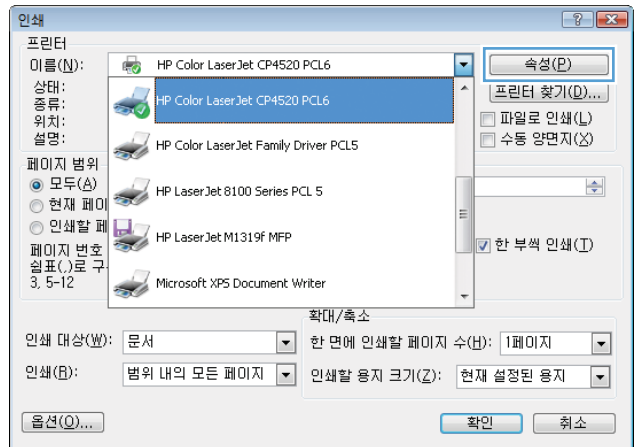 인쇄
프린터
이름(N): HP Color LaserJet CP4520 PCL6 속성(P)
상태: HP Color LaserJet CP4520 PCL6 프린터 찾기(D)...
종류:
위치: 파일로 인쇄(L)
설명: HP Color LaserJet Family Driver PCL5 수동 양면지(X)
페이지 범위
모두(A) HP LaserJet 8100 Series PCL 5
현재 페이
인쇄할 페 HP LaserJet M1319f MFP
페이지 번호 한 부씩 인쇄(T)
쉼표(,)로 구
3, 5-12 Microsoft XPS Document Writer
확대/축소
인쇄 대상(W): 문서 한 면에 인쇄할 페이지 수(H): 1페이지
인쇄(R): 범위 내의 모든 페이지 인쇄할 용지 크기(Z): 현재 설정된 용지
옵션(O)... 확인 취소